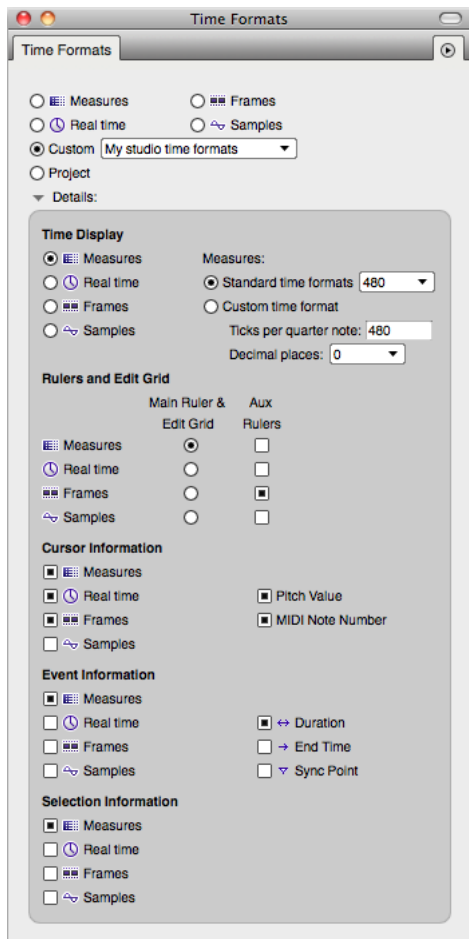 Time Formats
Time Formats
Measures Frames
Real time Samples
Custom My studio time formats
Project
Details:
Time Display
Measures Measures:
Real time Standard time formats 480
Frames Custom time format
Samples Ticks per quarter note: 480
Decimal places: 0
Rulers and Edit Grid
Main Ruler & Aux
Edit Grid Rulers
Measures
Real time
Frames
Samples
Cursor Information
Measures
Real time Pitch Value
Frames MIDI Note Number
Samples
Event Information
Measures
Real time Duration
Frames End Time
Samples Sync Point
Selection Information
Measures
Real time
Frames
Samples